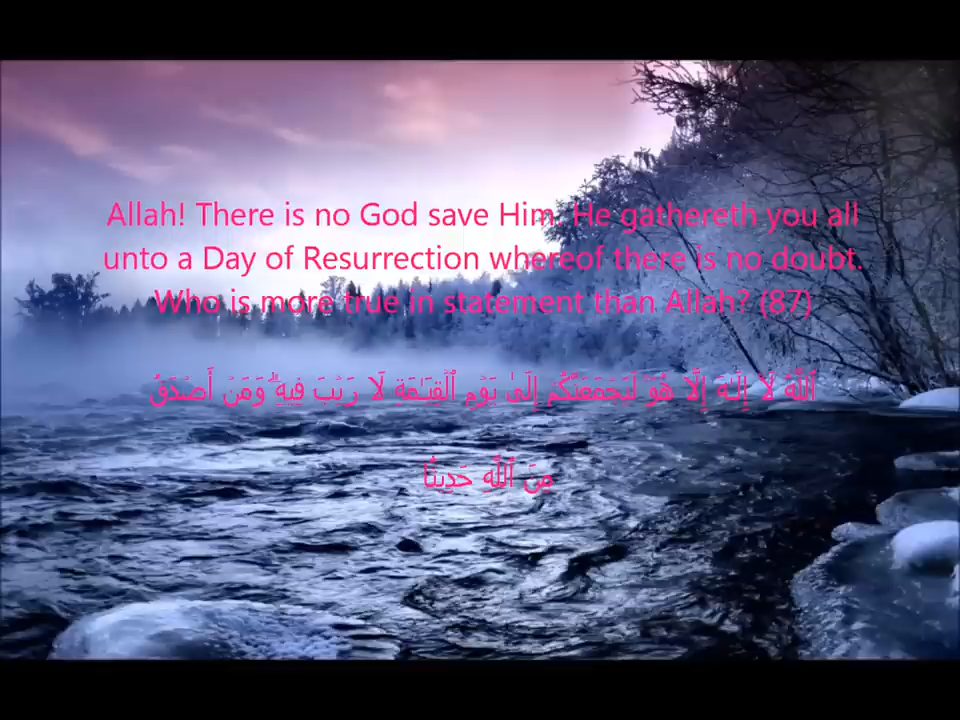 Allah! There is no God save Him. He gathereth you all
unto a Day of Resurrection whereof there is no doubt.
Who is more true in statement than Allah? (87)
ٱللَّهُ لَآ إِلَـٰهَ إِلَّا هُوَ‌ۚ لَيَجۡمَعَنَّكُمۡ إِلَىٰ يَوۡمِ ٱلۡقِيَـٰمَةِ لَا رَيۡبَ فِيهِ‌ۗ وَمَنۡ أَصۡدَقُ
مِنَ ٱللَّهِ حَدِيثً۬ا